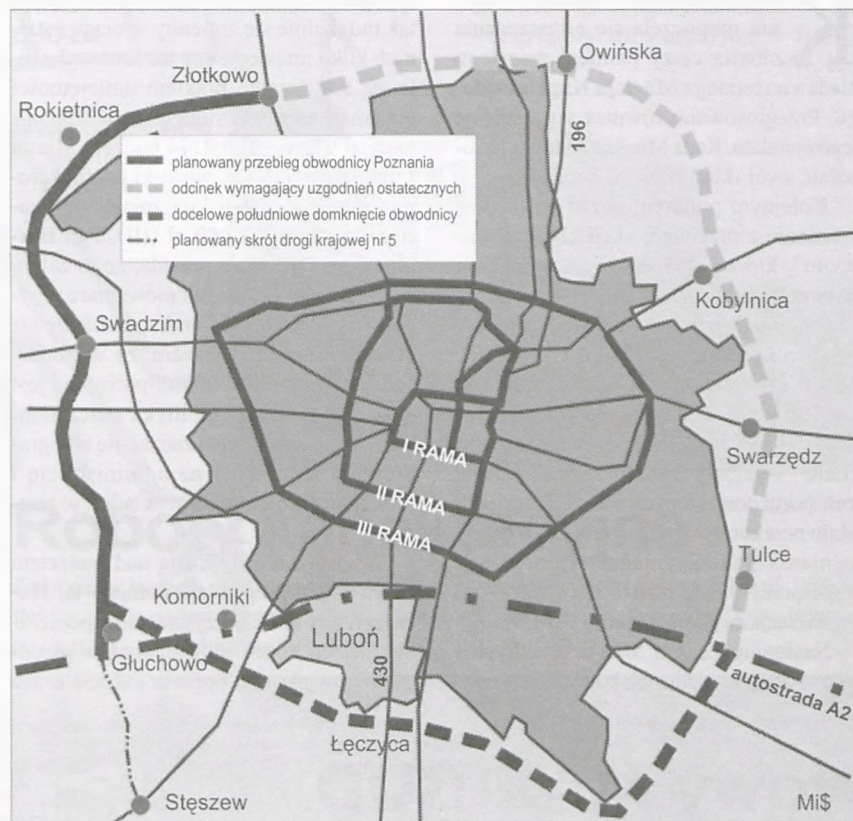 Owińska
Złotkowo
Rokietnica
196
planowany przebieg obwodnicy Poznania
odcinek wymagający uzgodnień ostatecznych
docelowe południowe domknięcie obwodnicy
planowany skrót drogi krajowej nr 5
Kobylnica
Swadzim
Swarzędz
I RAMA
II RAMA
III RAMA
Tulce
Komorniki
Luboń
Głuchowo
430
autostrada A2
Łęczyca
Stęszew
Mi$